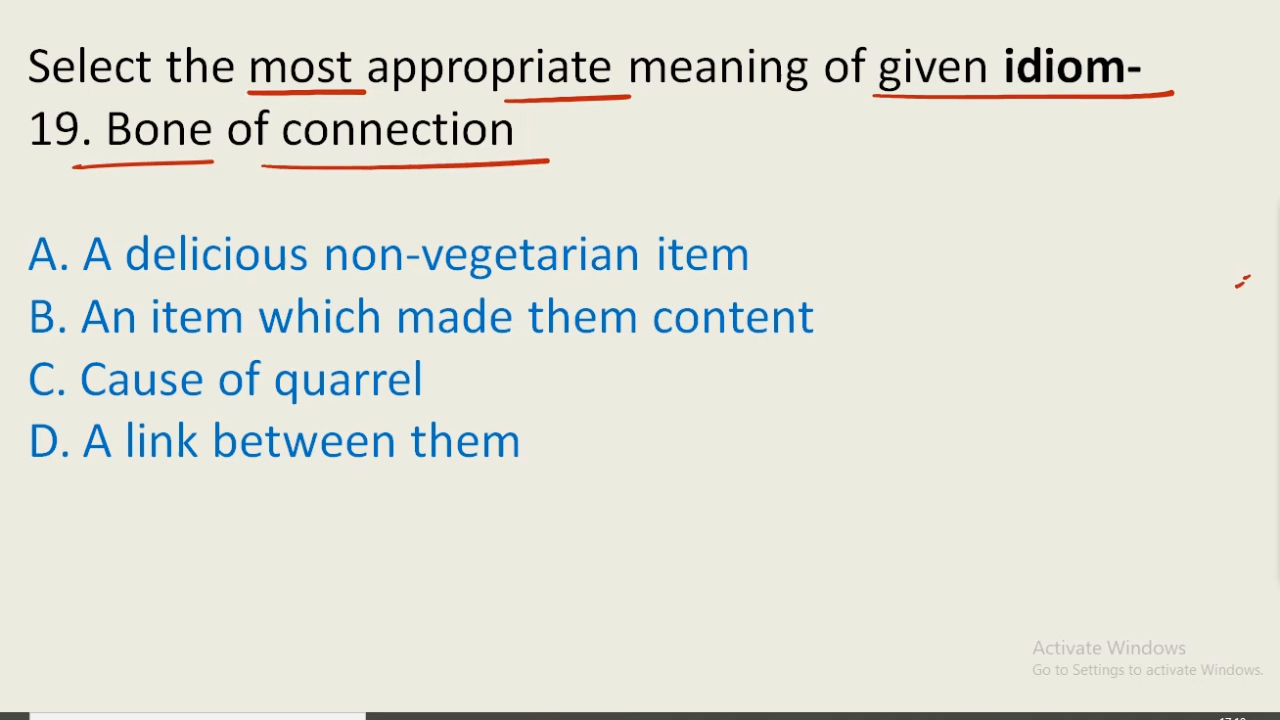 Select the most appropriate meaning of given idiom-
19. Bone of connection
A. A delicious non-vegetarian item
B. An item which made them content
C. Cause of quarrel
D. A link between them
Activate Windows
Go to Settings to activate Windows.